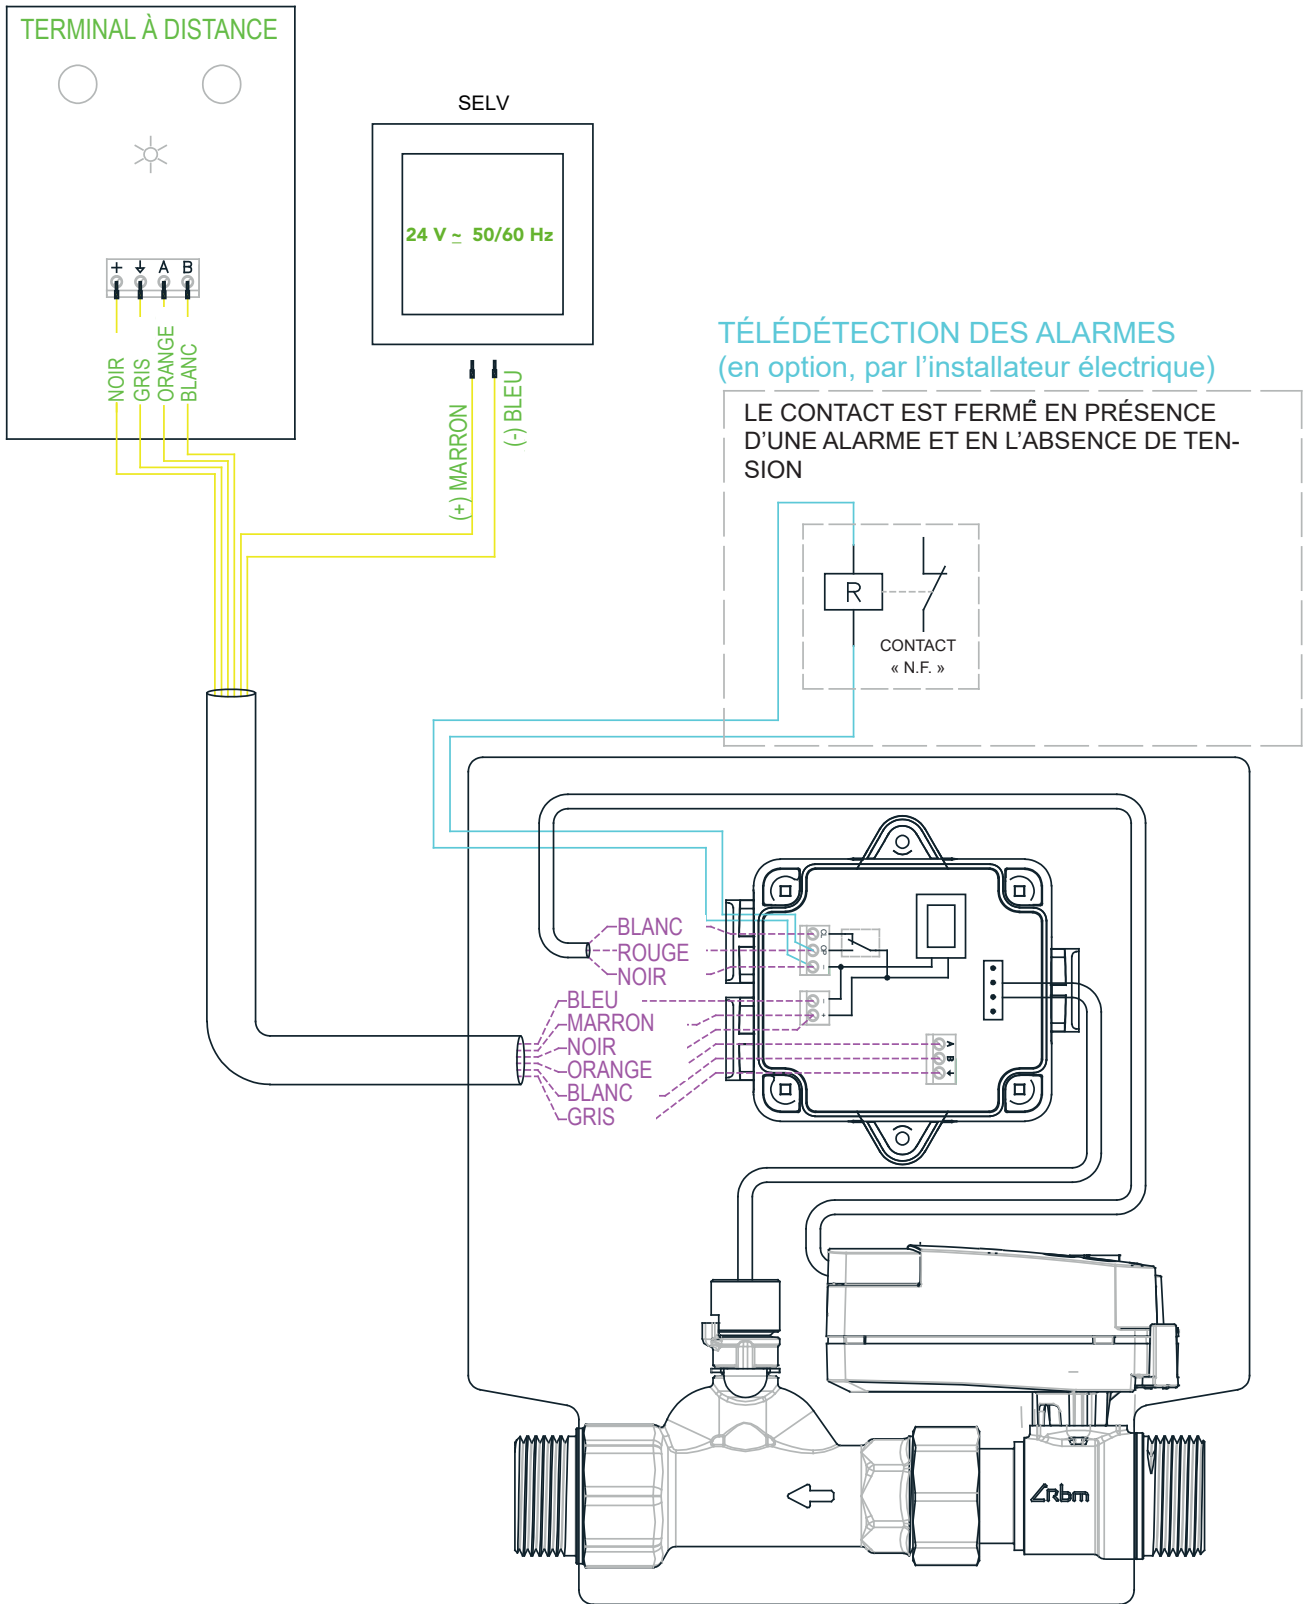 TERMINAL À DISTANCE
SELV
24 V ~ 50/60 Hz
+ A B
NOIR
GRIS
ORANGE
BLANC
(+) MARRON
(-) BLEU
TÉLÉDÉTECTION DES ALARMES
(en option, par l’installateur électrique)
LE CONTACT EST FERMÉ EN PRÉSENCE
D’UNE ALARME ET EN L’ABSENCE DE TEN-
SION
R
CONTACT
« N.F. »
BLANC
ROUGE
NOIR
BLEU
MARRON
NOIR
ORANGE
BLANC
GRIS
A
B
rbm